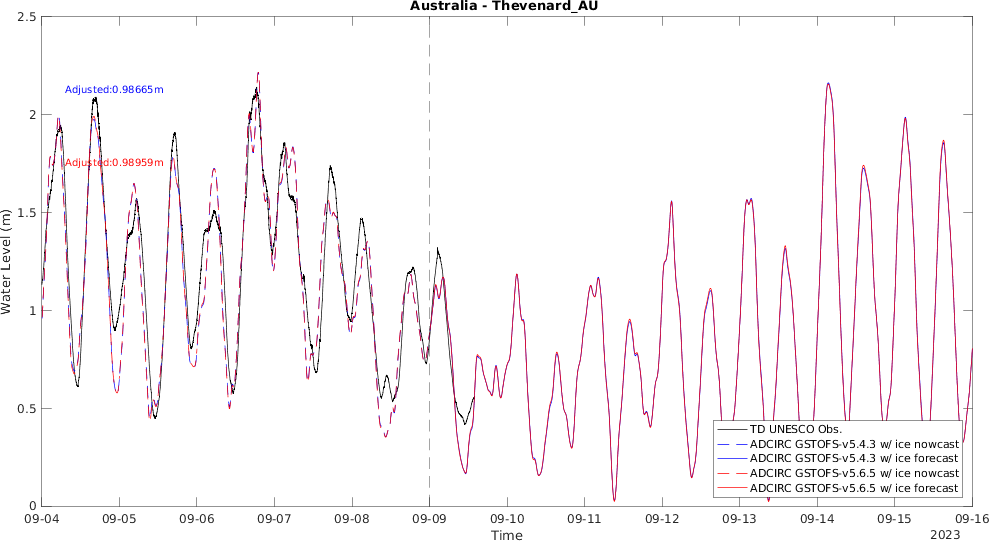 Australia - Thevenard_AU
2.5
2
1.5
1
0.5
0
Water Level (m)
Adjusted:0.98665m
Adjusted:0.98959m
TD UNESCO Obs.
ADCIRC GSTOFS-v5.4.3 w/ ice nowcast
ADCIRC GSTOFS-v5.4.3 w/ ice forecast
ADCIRC GSTOFS-v5.6.5 w/ ice nowcast
ADCIRC GSTOFS-v5.6.5 w/ ice forecast
09-04 09-05 09-06 09-07 09-08 09-09 09-10 09-11 09-12 09-13 09-14 09-15 09-16
Time
2023